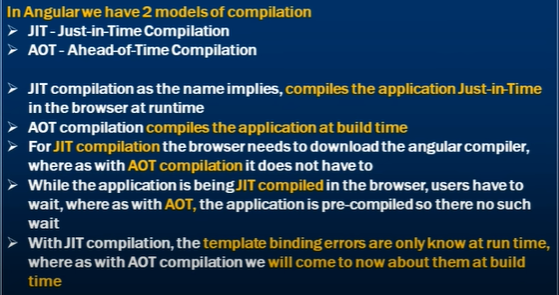 In Angular we have 2 models of compilation
➢ JIT - Just-in-Time Compilation
➢ AOT - Ahead-of-Time Compilation
➢ JIT compilation as the name implies, compiles the application Just-in-Time
in the browser at runtime
➢ AOT compilation compiles the application at build time
➢ For JIT compilation the browser needs to download the angular compiler,
where as with AOT compilation it does not have to
➢ While the application is being JIT compiled in the browser, users have to
wait, where as with AOT, the application is pre-compiled so there no such
wait
➢ With JIT compilation, the template binding errors are only know at run time,
where as with AOT compilation we will come to now about them at build
time